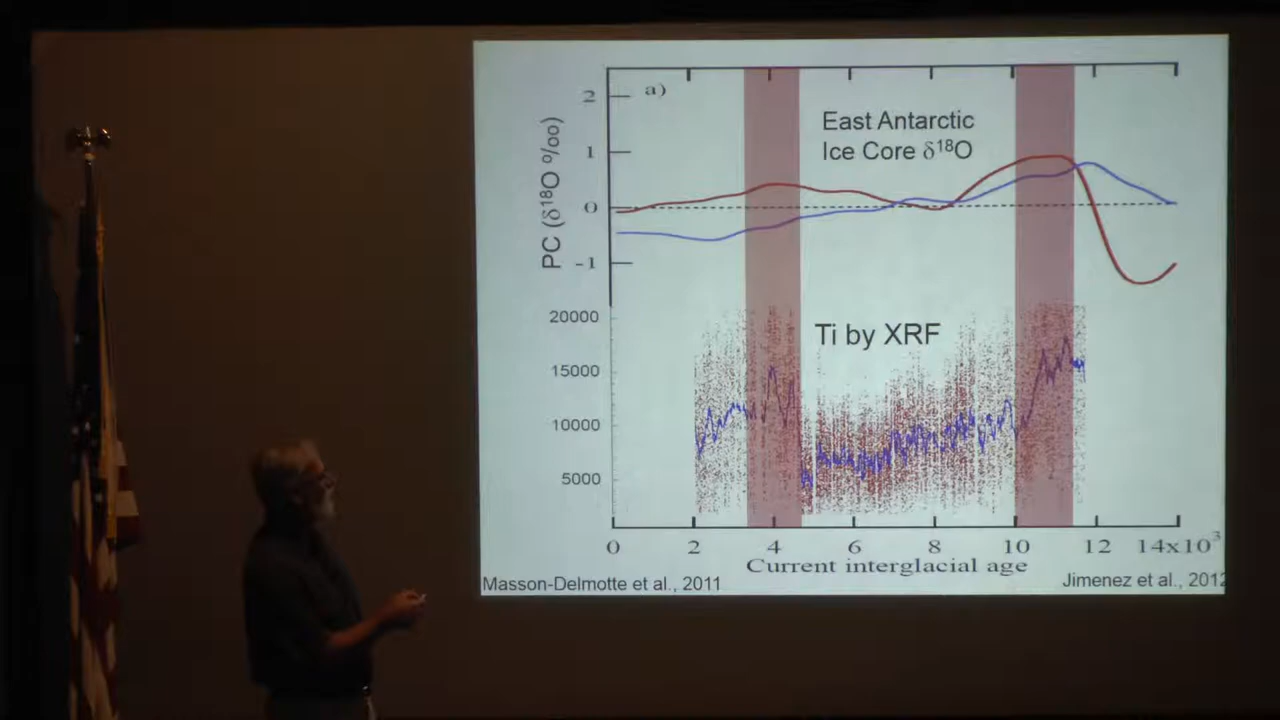 a)
East Antarctic
Ice Core δ¹⁸O
PC (δ¹⁸O ‰)
2
1
0
-1
Ti by XRF
20000
15000
10000
5000
0 2 4 6 8 10 12 14x10³
Current interglacial age
Masson-Delmotte et al., 2011
Jimenez et al., 2012